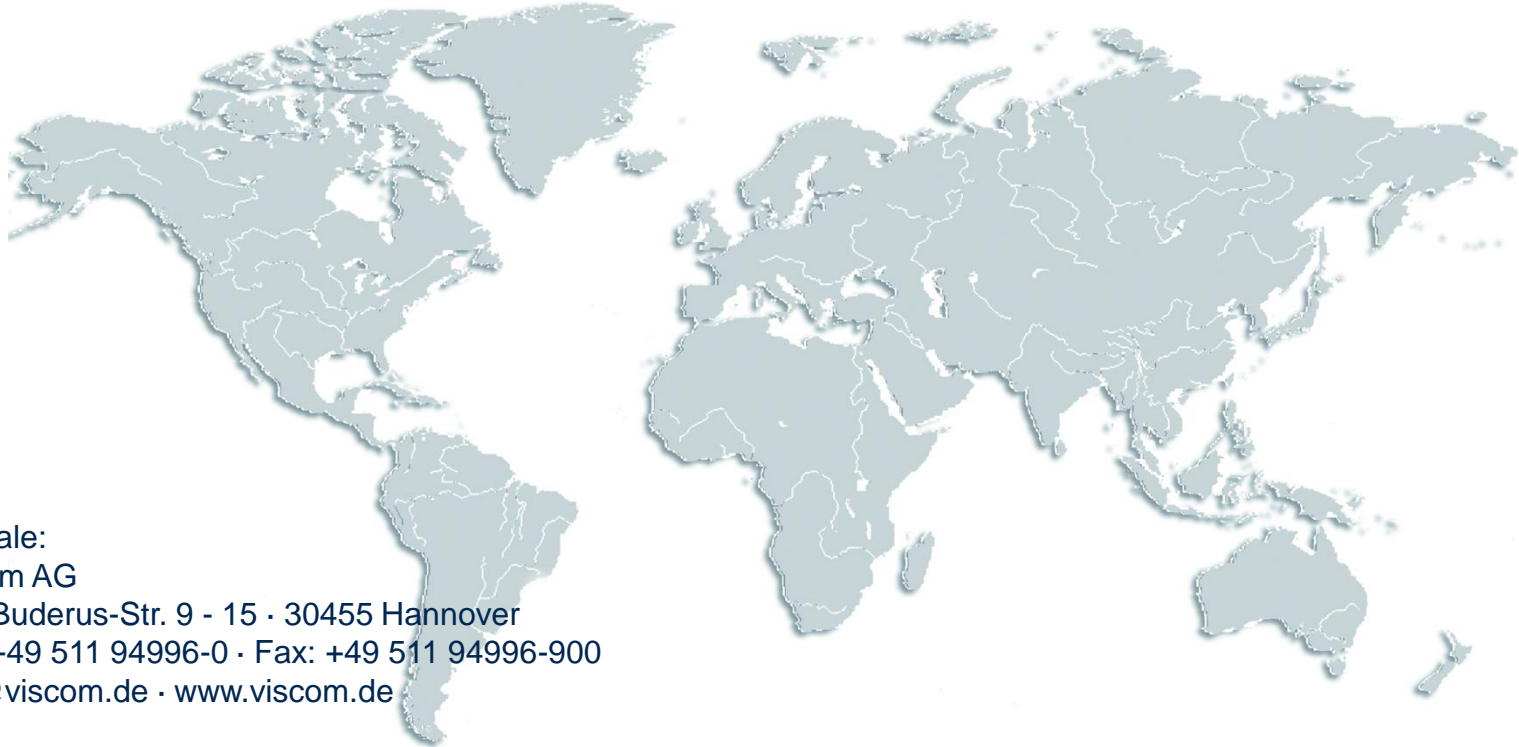 ale:
m AG
Buderus-Str. 9 - 15 · 30455 Hannover
-49 511 94996-0 · Fax: +49 511 94996-900
viscom.de · www.viscom.de